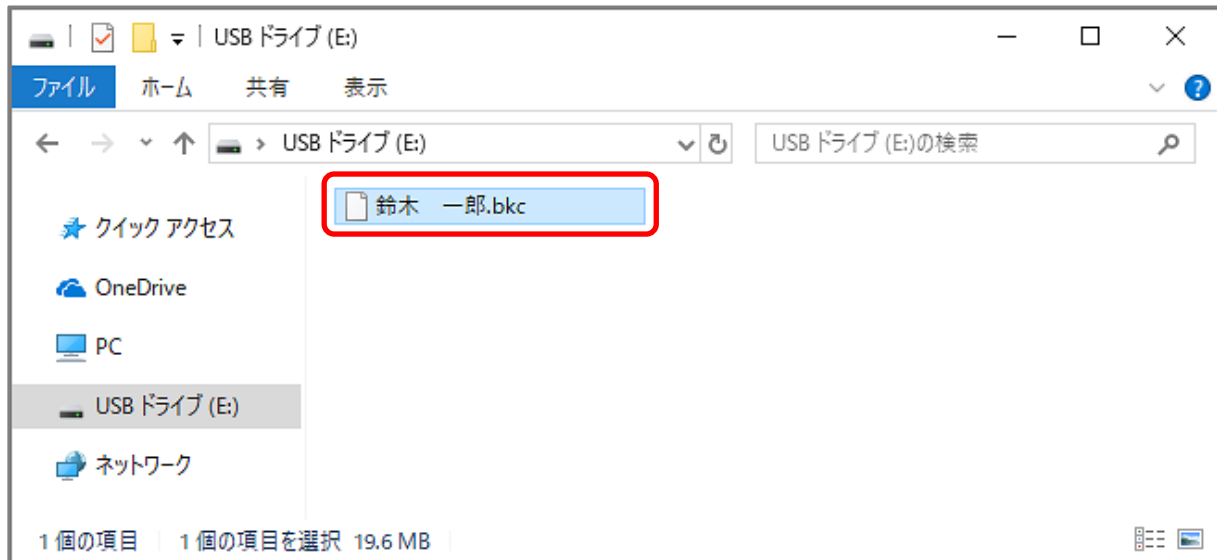 USB ドライブ (E:)
ファイル ホーム 共有 表示
USB ドライブ (E:) USB ドライブ (E:)の検索
鈴木　一郎.bkc
クイック アクセス
OneDrive
PC
USB ドライブ (E:)
ネットワーク
1 個の項目 1 個の項目を選択 19.6 MB